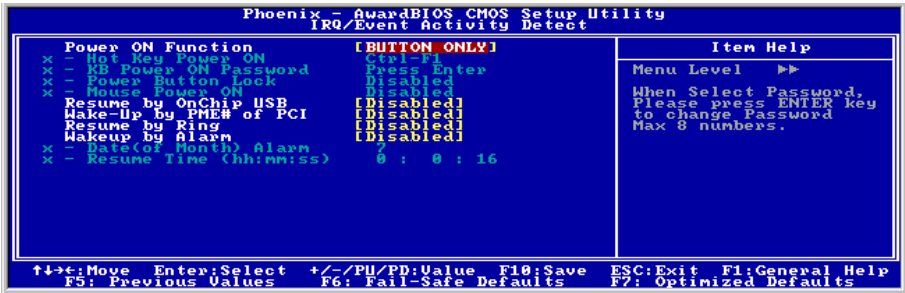 Phoenix - AwardBIOS CMOS Setup Utility
IRQ/Event Activity Detect
Power ON Function [BUTTON ONLY]
x - Hot Key Power ON Ctrl-F1
x - KB Power ON Password Press Enter
x - Power Button Lock Disabled
x - Mouse Power ON Disabled
Resume by OnChip USB [Disabled]
Wake-Up by PME# of PCI [Disabled]
Resume by Ring [Disabled]
Wakeup by Alarm [Disabled]
x - Date(of Month) Alarm 7
x - Resume Time (hh:mm:ss) 0 : 0 : 16
Item Help
Menu Level ▶▶
When Select Password,
Please press ENTER key
to change Password
Max 8 numbers.
↑↓→←:Move Enter:Select +/-/PU/PD:Value F10:Save ESC:Exit F1:General Help
F5: Previous Values F6: Fail-Safe Defaults F7: Optimized Defaults